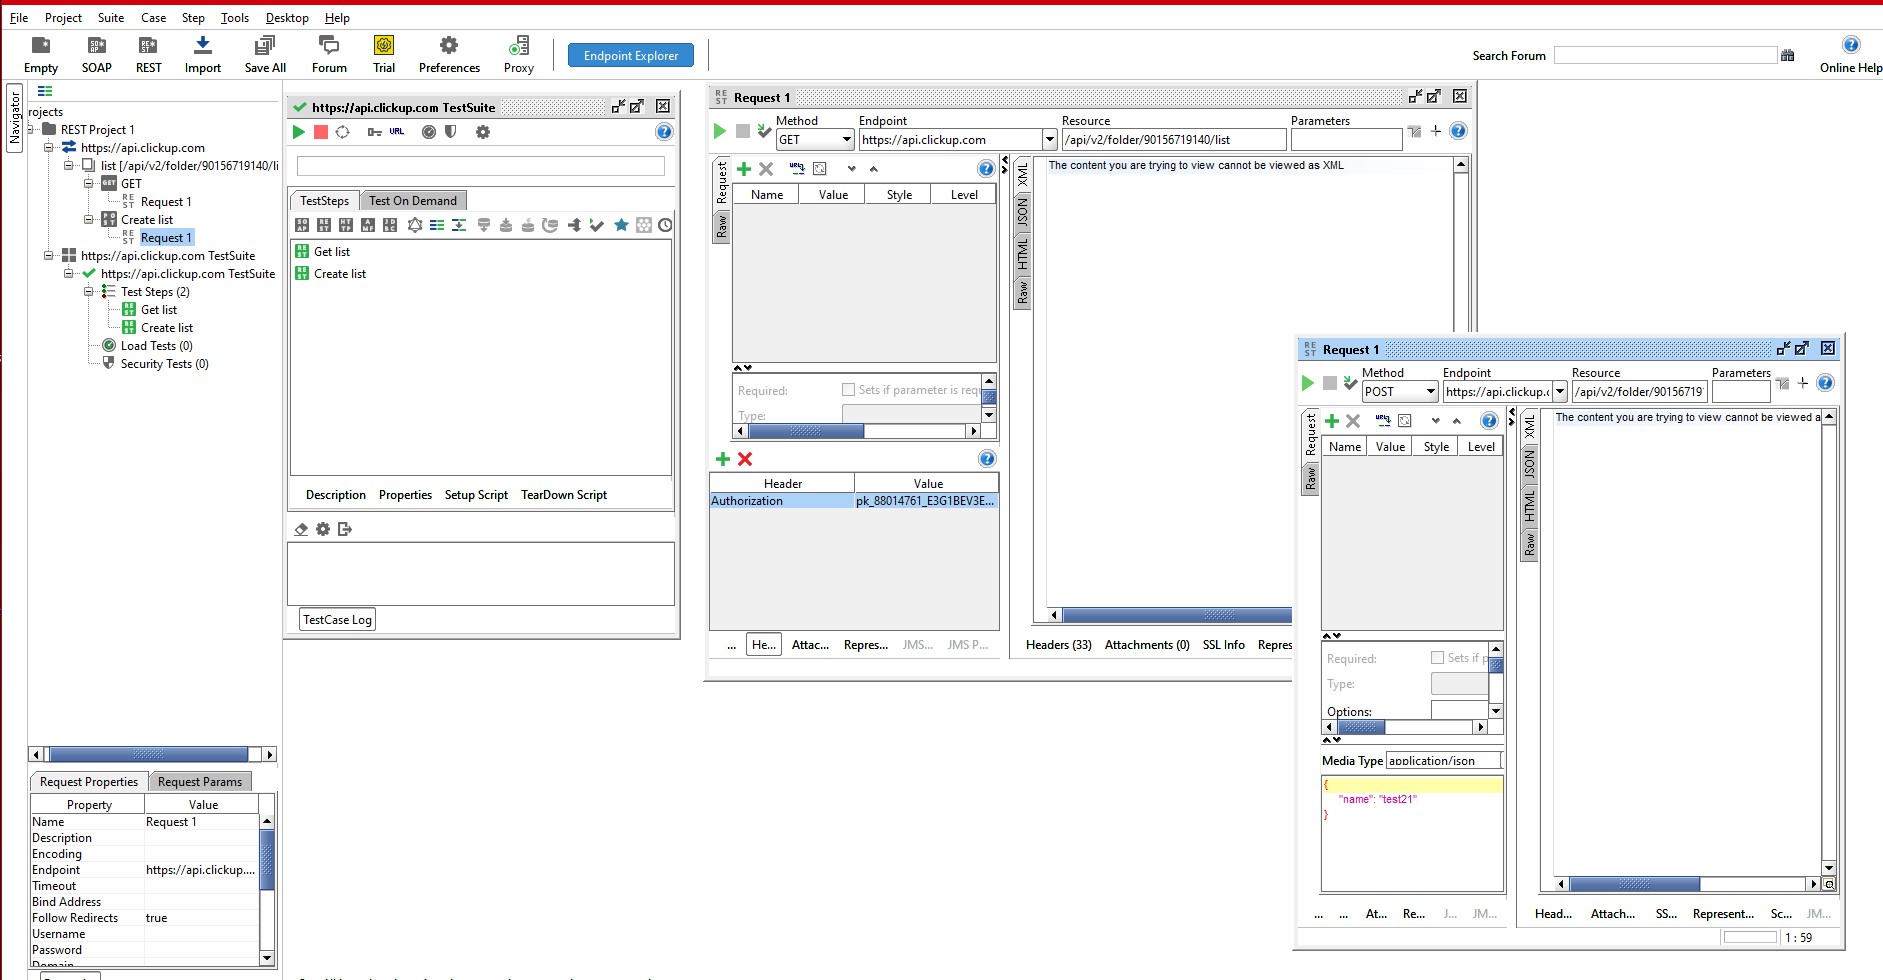 File Project Suite Case Step Tools Desktop Help
Empty SOAP REST Import Save All Forum Trial Preferences Proxy Endpoint Explorer Search Forum Online Help
Navigator
rojects
REST Project 1
https://api.clickup.com
list [/api/v2/folder/90156719140/li
GET
Request 1
Create list
Request 1
https://api.clickup.com TestSuite
https://api.clickup.com TestSuite
Test Steps (2)
Get list
Create list
Load Tests (0)
Security Tests (0)
Request Properties Request Params
Property Value
Name Request 1
Description
Encoding
Endpoint https://api.clickup....
Timeout
Bind Address
Follow Redirects true
Username
Password
Domain
https://api.clickup.com TestSuite
URL
TestSteps Test On Demand
Get list
Create list
Description Properties Setup Script TearDown Script
TestCase Log
REST Request 1
Method Endpoint Resource Parameters
GET https://api.clickup.com /api/v2/folder/90156719140/list
Request
Raw
Name Value Style Level
Required: Sets if parameter is requ
Type:
Header Value
Authorization pk_88014761_E3G1BEV3E...
... He... Attac... Repres... JMS... JMS P...
XML
JSON
HTML
Raw
The content you are trying to view cannot be viewed as XML
Headers (33) Attachments (0) SSL Info Repres
REST Request 1
Method Endpoint Resource Parameters
POST https://api.clickup.c /api/v2/folder/90156719
Request
Raw
Name Value Style Level
Required: Sets if p
Type:
Options:
Media Type application/json
{
"name": "test21"
}
... ... At... Re... J... JM...
XML
JSON
HTML
Raw
The content you are trying to view cannot be viewed a
Head... Attach... SS... Represent... Sc... JM...
1 : 59